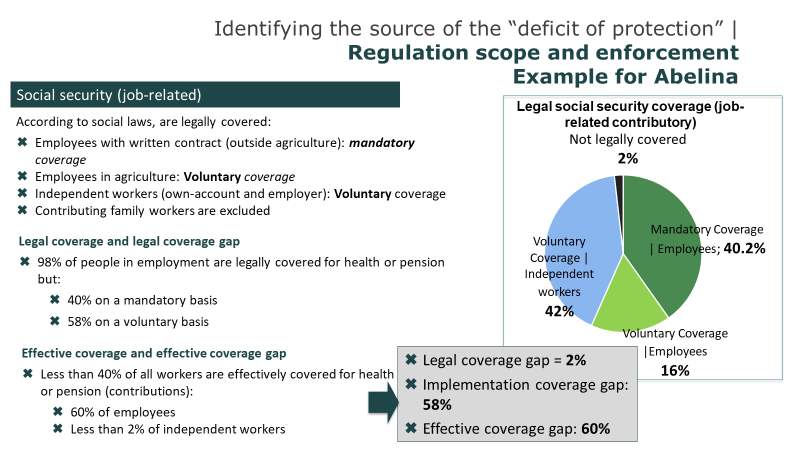 Identifying the source of the “deficit of protection” |
Regulation scope and enforcement
Example for Abelina
Social security (job-related)
According to social laws, are legally covered:
✖ Employees with written contract (outside agriculture): mandatory
coverage
✖ Employees in agriculture: Voluntary coverage
✖ Independent workers (own-account and employer): Voluntary coverage
✖ Contributing family workers are excluded
Legal coverage and legal coverage gap
✖ 98% of people in employment are legally covered for health or pension
but:
✖ 40% on a mandatory basis
✖ 58% on a voluntary basis
Effective coverage and effective coverage gap
✖ Less than 40% of all workers are effectively covered for health
or pension (contributions):
✖ 60% of employees
✖ Less than 2% of independent workers
Legal social security coverage (job-
related contributory)
Not legally covered
2%
Mandatory Coverage
| Employees; 40.2%
Voluntary
Coverage |
Independent
workers
42%
Voluntary Coverage
|Employees
16%
✖ Legal coverage gap = 2%
✖ Implementation coverage gap:
58%
✖ Effective coverage gap: 60%